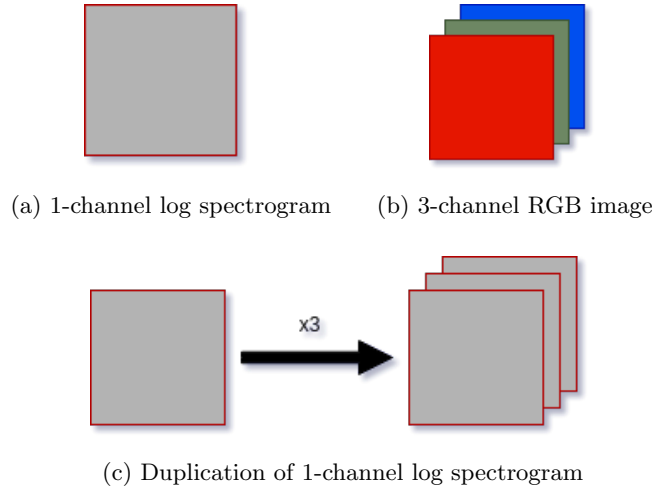 (a) 1-channel log spectrogram
(b) 3-channel RGB image
x3
(c) Duplication of 1-channel log spectrogram